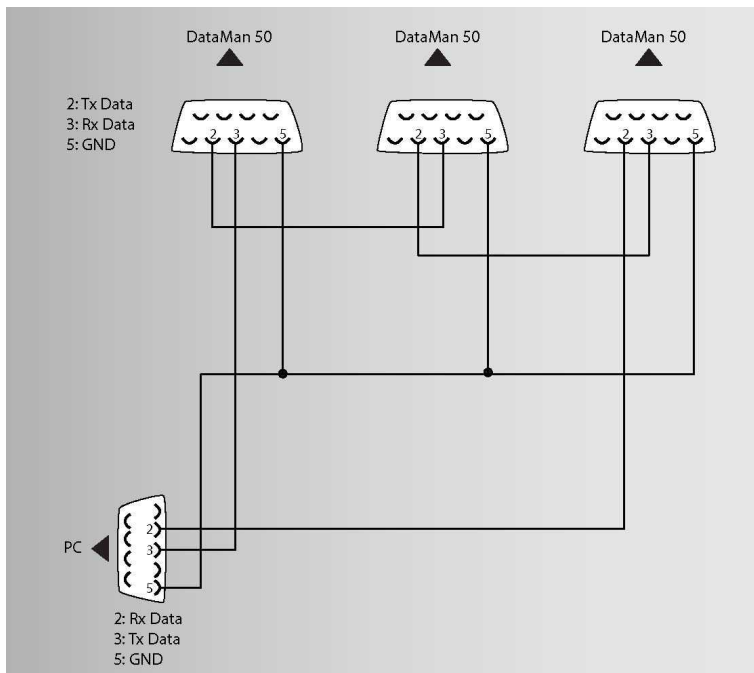 DataMan 50
DataMan 50
DataMan 50
2: Tx Data
3: Rx Data
5: GND
2 3 5
2 3 5
2 3 5
PC
2
3
5
2: Rx Data
3: Tx Data
5: GND